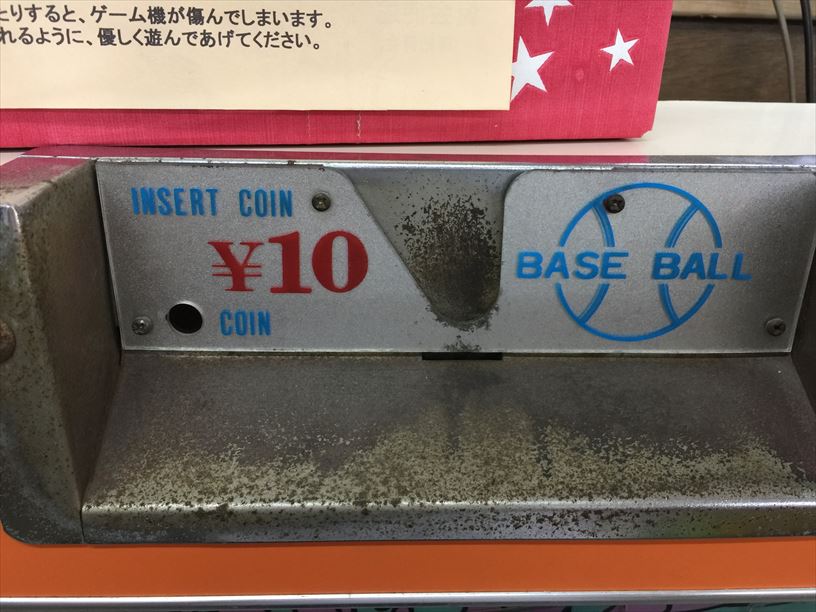 たりすると、ゲーム機が傷んでしまいます。
れるように、優しく遊んであげてください。
INSERT COIN
¥10
COIN
BASE BALL